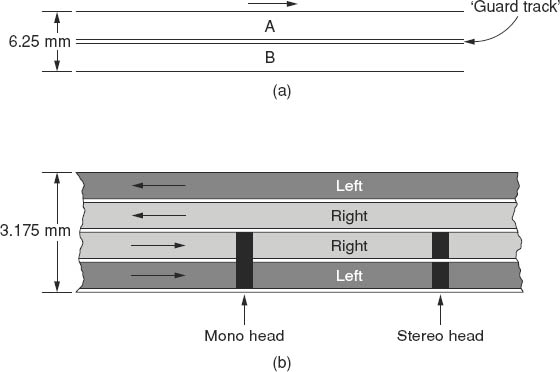 ‘Guard track’
A
6.25 mm
B
(a)
Left
Right
3.175 mm
Right
Left
Mono head
Stereo head
(b)